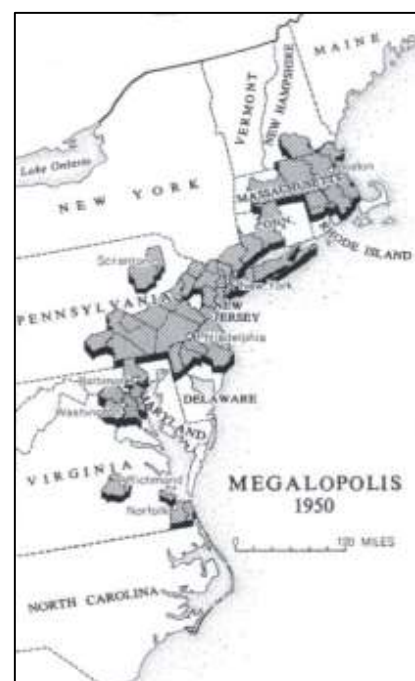 MAINE
VERMONT
NEW HAMPSHIRE
Lake Ontario
NEW YORK
MASSACHUSETTS
Boston
CONN.
RHODE ISLAND
Scranton
New York
PENNSYLVANIA
NEW
JERSEY
Philadelphia
Baltimore
Washington
MARYLAND
DELAWARE
VIRGINIA
Richmond
Norfolk
MEGALOPOLIS
1950
0
100 MILES
NORTH CAROLINA